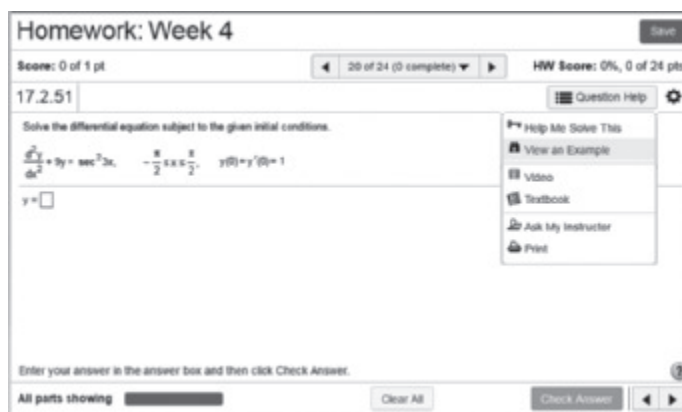 Homework: Week 4
Save
Score: 0 of 1 pt
20 of 24 (0 complete)
HW Score: 0%, 0 of 24 pts
17.2.51
Question Help
Solve the differential equation subject to the given initial conditions.
d²y/dx² + 9y = sec² 3x, -π/2 ≤ x ≤ π/2, y(0)=y'(0)=1
y =
Help Me Solve This
View an Example
Video
Textbook
Ask My Instructor
Print
Enter your answer in the answer box and then click Check Answer.
?
All parts showing
Clear All
Check Answer